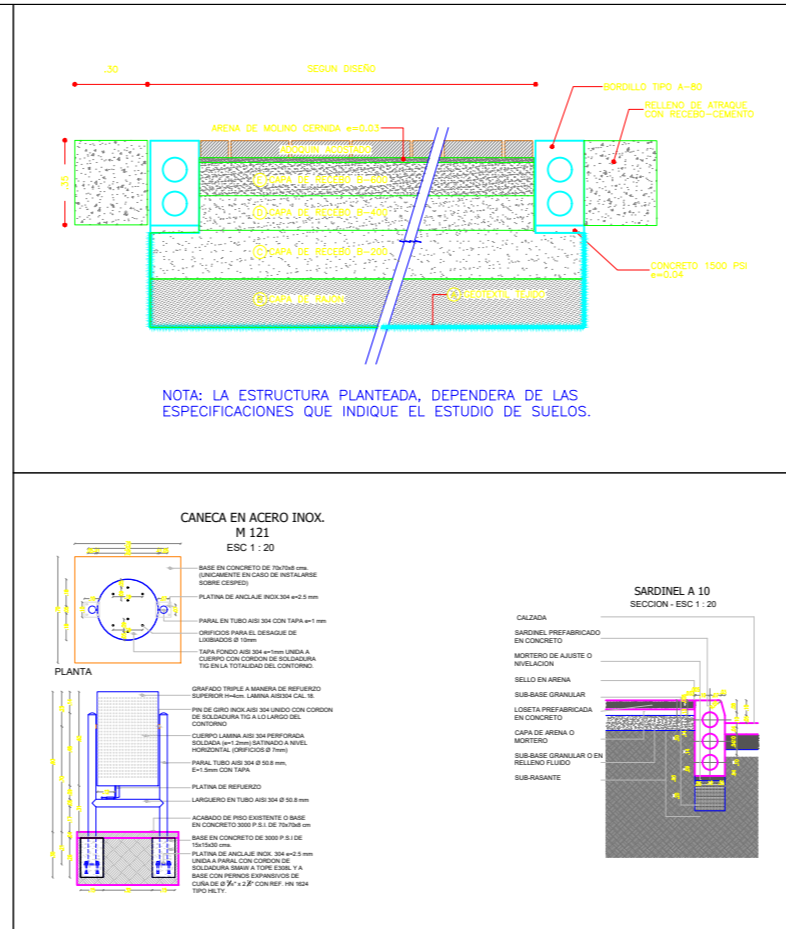 .30
SEGUN DISEÑO
BORDILLO TIPO A-80
RELLENO DE ATRAQUE
CON RECEBO-CEMENTO
ARENA DE MOLINO CERNIDA e=0.03
ADOQUIN ACOSTADO
CAPA DE RECEBO B-600
CAPA DE RECEBO B-400
CAPA DE RECEBO B-200
CAPA DE RAJON
CONCRETO 1500 PSI
e=0.04
NOTA: LA ESTRUCTURA PLANTEADA, DEPENDERA DE LAS
ESPECIFICACIONES QUE INDIQUE EL ESTUDIO DE SUELOS.
CANECA EN ACERO INOX.
M 121
ESC 1 : 20
BASE EN CONCRETO DE 70x70x8 cms.
(UNICAMENTE EN CASO DE INSTALARSE
SOBRE CESPED)
PLATINA DE ANCLAJE INOX.304 e=2.5 mm
PARAL EN TUBO AISI 304 CON TAPA e=1 mm
ORIFICIOS PARA EL DESAGUE DE
LIXIBIADOS Ø 10mm
TAPA FONDO AISI 304 e=1mm UNIDA A
CUERPO CON CORDON DE SOLDADURA
TIG EN LA TOTALIDAD DEL CONTORNO.
PLANTA
GRAFADO TRIPLE A MANERA DE REFUERZO
SUPERIOR H=4cm. LAMINA AISI304 CAL.18.
PIN DE GIRO INOX.AISI 304 UNIDO CON CORDON
DE SOLDADURA TIG A LO LARGO DEL
CONTORNO
CUERPO LAMINA AISI 304 PERFORADA
SOLDADA (e=1.2mm) SATINADO A NIVEL
HORIZONTAL (ORIFICIOS Ø 7mm)
PARAL TUBO AISI 304 Ø 50.8 mm.
E=1.5mm CON TAPA
PLATINA DE REFUERZO
LARGUERO EN TUBO AISI 304 Ø 50.8 mm
ACABADO DE PISO EXISTENTE O BASE
EN CONCRETO 3000 P.S.I. DE 70x70x8 cm
BASE EN CONCRETO DE 3000 P.S.I DE
15x15x30 cms.
PLATINA DE ANCLAJE INOX. 304 e=2.5 mm
UNIDA A PARAL CON CORDON DE
SOLDADURA SMAW A TOPE E308L Y A
BASE CON PERNOS EXPANSIVOS DE
CUÑA DE Ø CON REF. HN 1624
TIPO HILTY.
SARDINEL A 10
SECCION - ESC 1 : 20
CALZADA
SARDINEL PREFABRICADO
EN CONCRETO
MORTERO DE AJUSTE O
NIVELACION
SELLO EN ARENA
SUB-BASE GRANULAR
LOSETA PREFABRICADA
EN CONCRETO
CAPA DE ARENA O
MORTERO
SUB-BASE GRANULAR O EN
RELLENO FLUIDO
SUB-RASANTE